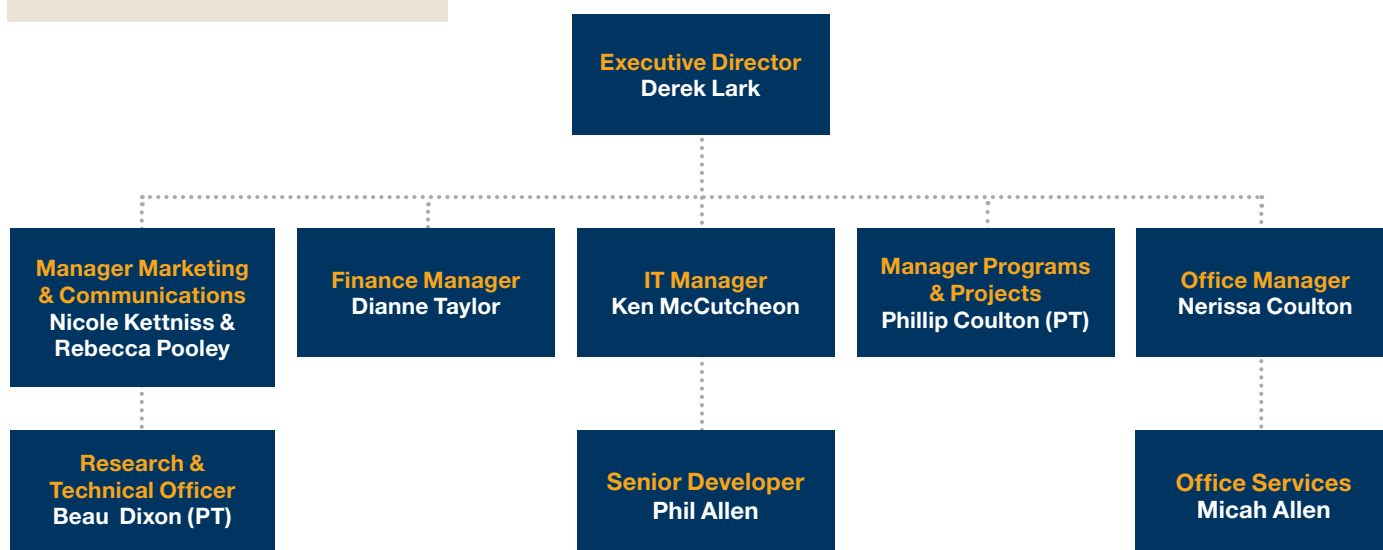 Executive Director
Derek Lark
Manager Marketing
& Communications
Nicole Kettniss &
Rebecca Pooley
Finance Manager
Dianne Taylor
IT Manager
Ken McCutcheon
Manager Programs
& Projects
Phillip Coulton (PT)
Office Manager
Nerissa Coulton
Research &
Technical Officer
Beau  Dixon (PT)
Senior Developer
Phil Allen
Office Services
Micah Allen